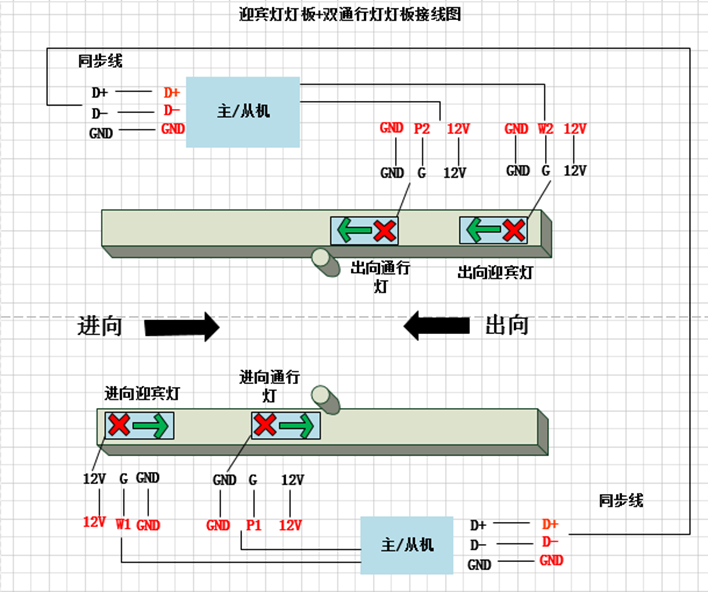 迎宾灯灯板+双通行灯灯板接线图
同步线
D+ D+
D- D-
GND GND
主/从机
GND P2 12V
GND W2 12V
GND G 12V
GND G 12V
出向通行
灯
出向迎宾灯
进向
出向
进向迎宾灯
进向通行
灯
12V G GND
GND G 12V
12V W1 GND
GND P1 12V
主/从机
同步线
D+ D+
D- D-
GND GND